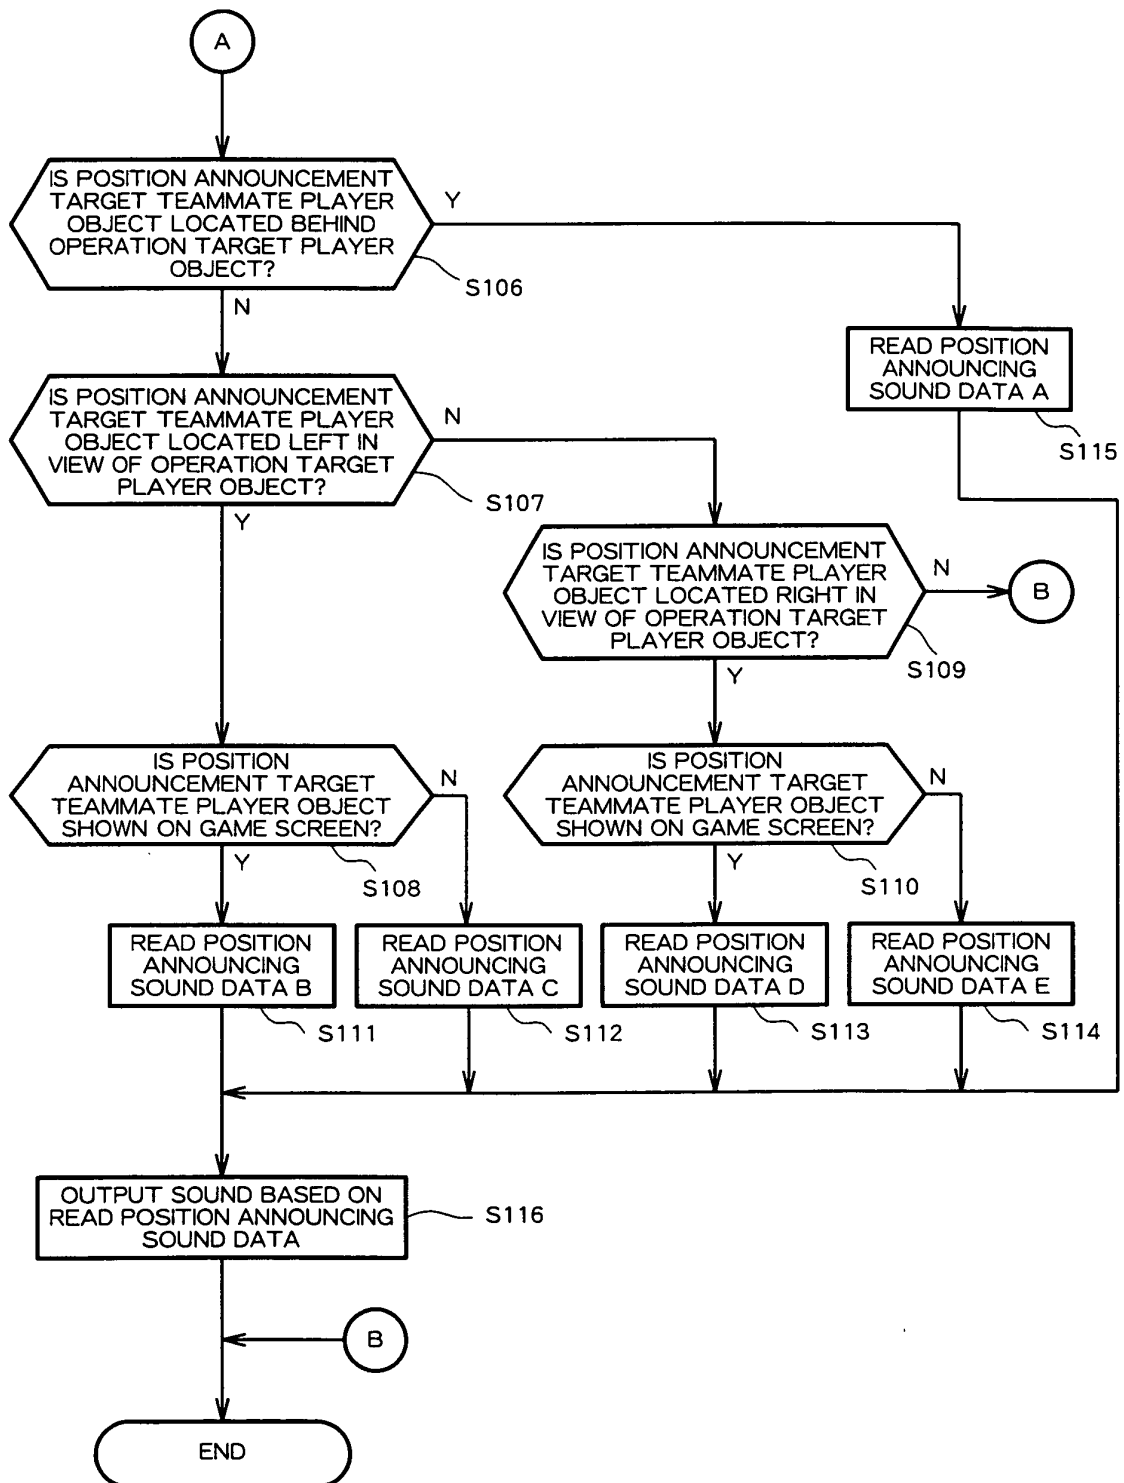 A
IS POSITION ANNOUNCEMENT
TARGET TEAMMATE PLAYER
OBJECT LOCATED BEHIND
OPERATION TARGET PLAYER
OBJECT?
Y
S106
N
READ POSITION
ANNOUNCING
SOUND DATA A
S115
IS POSITION ANNOUNCEMENT
TARGET TEAMMATE PLAYER
OBJECT LOCATED LEFT IN
VIEW OF OPERATION TARGET
PLAYER OBJECT?
N
S107
Y
IS POSITION ANNOUNCEMENT
TARGET TEAMMATE PLAYER
OBJECT LOCATED RIGHT IN
VIEW OF OPERATION TARGET
PLAYER OBJECT?
N
B
S109
Y
IS POSITION
ANNOUNCEMENT TARGET
TEAMMATE PLAYER OBJECT
SHOWN ON GAME SCREEN?
N
S108
Y
IS POSITION
ANNOUNCEMENT TARGET
TEAMMATE PLAYER OBJECT
SHOWN ON GAME SCREEN?
N
S110
Y
READ POSITION
ANNOUNCING
SOUND DATA B
S111
READ POSITION
ANNOUNCING
SOUND DATA C
S112
READ POSITION
ANNOUNCING
SOUND DATA D
S113
READ POSITION
ANNOUNCING
SOUND DATA E
S114
OUTPUT SOUND BASED ON
READ POSITION ANNOUNCING
SOUND DATA
S116
B
END